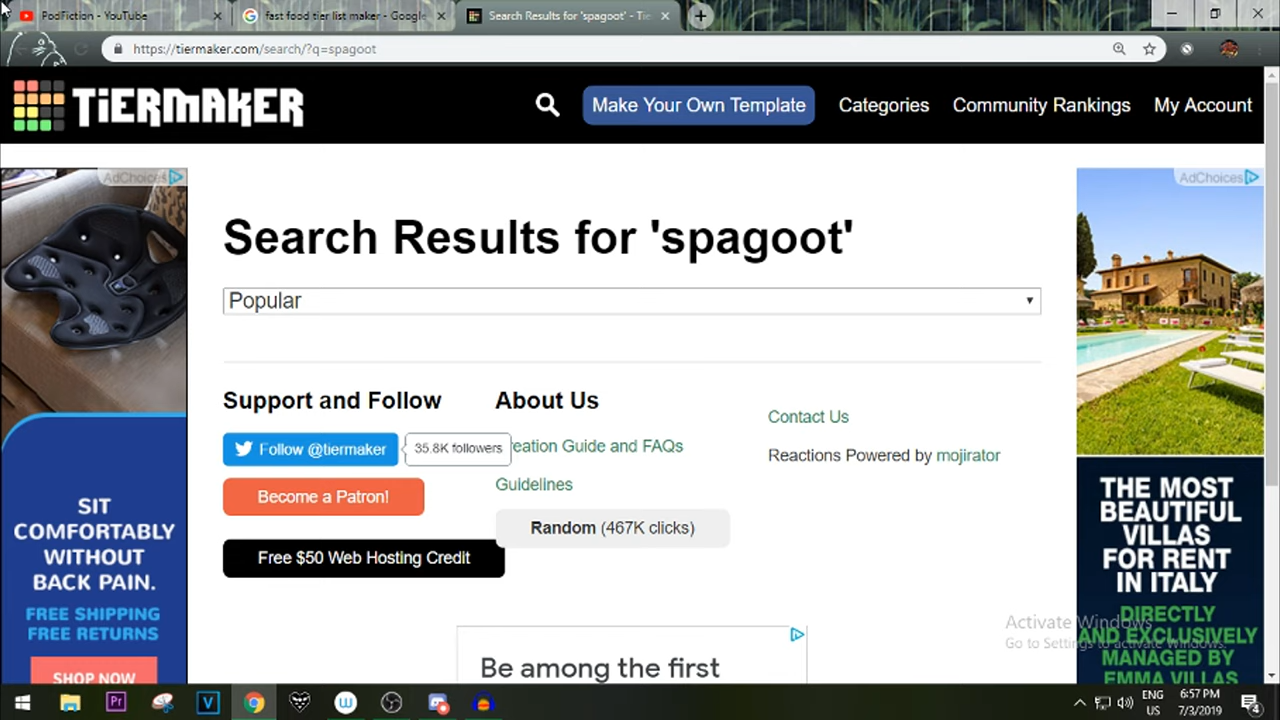 PodFiction - YouTube
fast food tier list maker - Google
Search Results for 'spagoot' - Tie
https://tiermaker.com/search/?q=spagoot
TiERMAKER
Make Your Own Template
Categories
Community Rankings
My Account
AdChoices
AdChoices
Search Results for 'spagoot'
Popular
Support and Follow
About Us
Contact Us
Follow @tiermaker
35.8K followers
reation Guide and FAQs
Reactions Powered by mojirator
Become a Patron!
Guidelines
Random (467K clicks)
Free $50 Web Hosting Credit
SIT
COMFORTABLY
WITHOUT
BACK PAIN.
FREE SHIPPING
FREE RETURNS
SHOP NOW
THE MOST
BEAUTIFUL
VILLAS
FOR RENT
IN ITALY
DIRECTLY
AND EXCLUSIVELY
MANAGED BY
EMMA VILLAS
Be among the first
Activate Windows
Go to Settings to activate Windows.
Pr
V
W
ENG
US
6:57 PM
7/3/2019
4